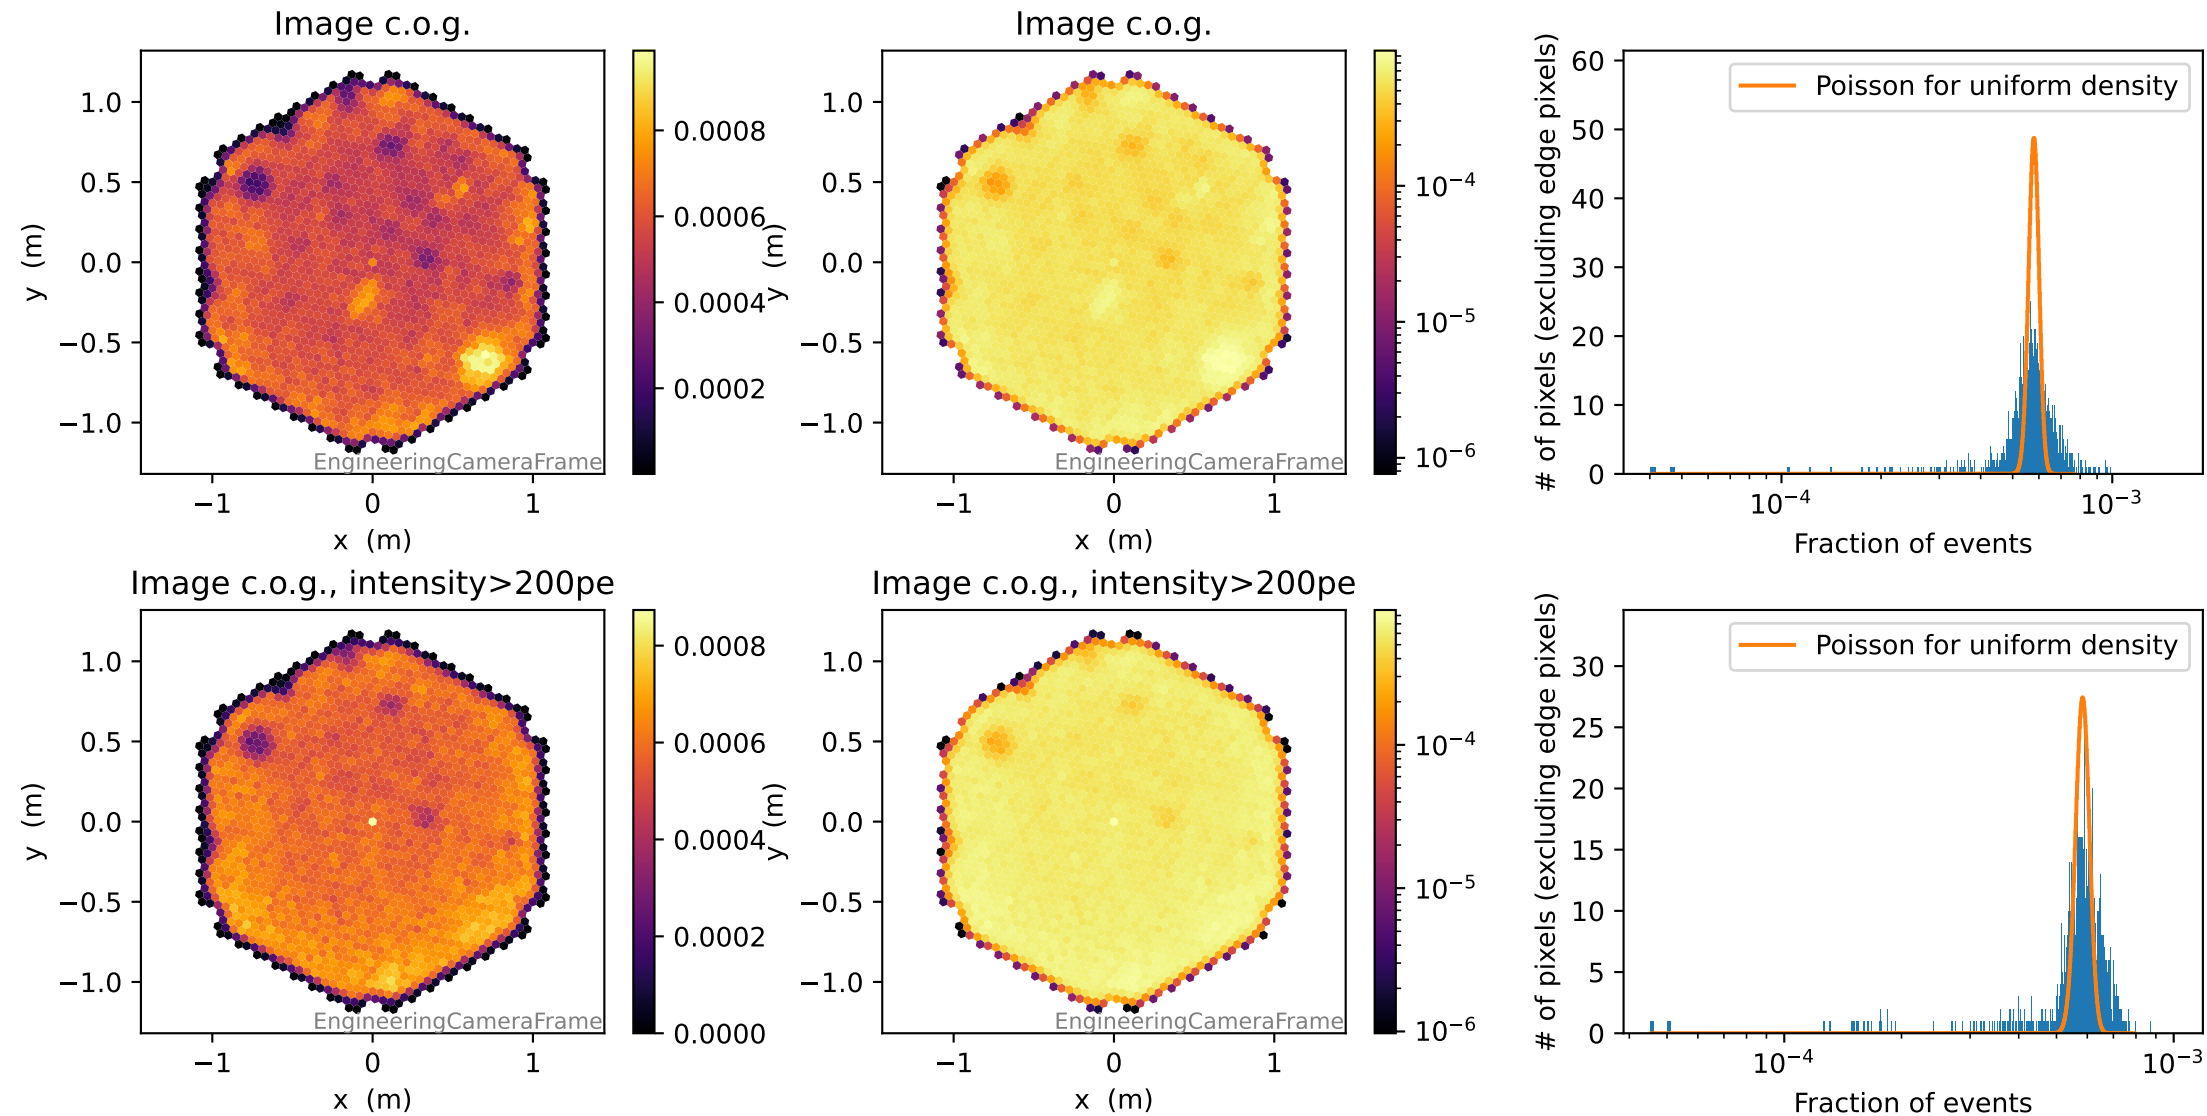 Image c.o.g.
y (m)
1.0
0.5
0.0
−0.5
−1.0
−1 0 1
x (m)
EngineeringCameraFrame
0.0008
0.0006
0.0004
0.0002
Image c.o.g.
y (m)
1.0
0.5
0.0
−0.5
−1.0
−1 0 1
x (m)
EngineeringCameraFrame
10⁻⁴
10⁻⁵
10⁻⁶
# of pixels (excluding edge pixels)
60
50
40
30
20
10
0
Poisson for uniform density
10⁻⁴ 10⁻³
Fraction of events
Image c.o.g., intensity>200pe
y (m)
1.0
0.5
0.0
−0.5
−1.0
−1 0 1
x (m)
EngineeringCameraFrame
0.0008
0.0006
0.0004
0.0002
0.0000
Image c.o.g., intensity>200pe
y (m)
1.0
0.5
0.0
−0.5
−1.0
−1 0 1
x (m)
EngineeringCameraFrame
10⁻⁴
10⁻⁵
10⁻⁶
# of pixels (excluding edge pixels)
30
25
20
15
10
5
0
Poisson for uniform density
10⁻⁴ 10⁻³
Fraction of events